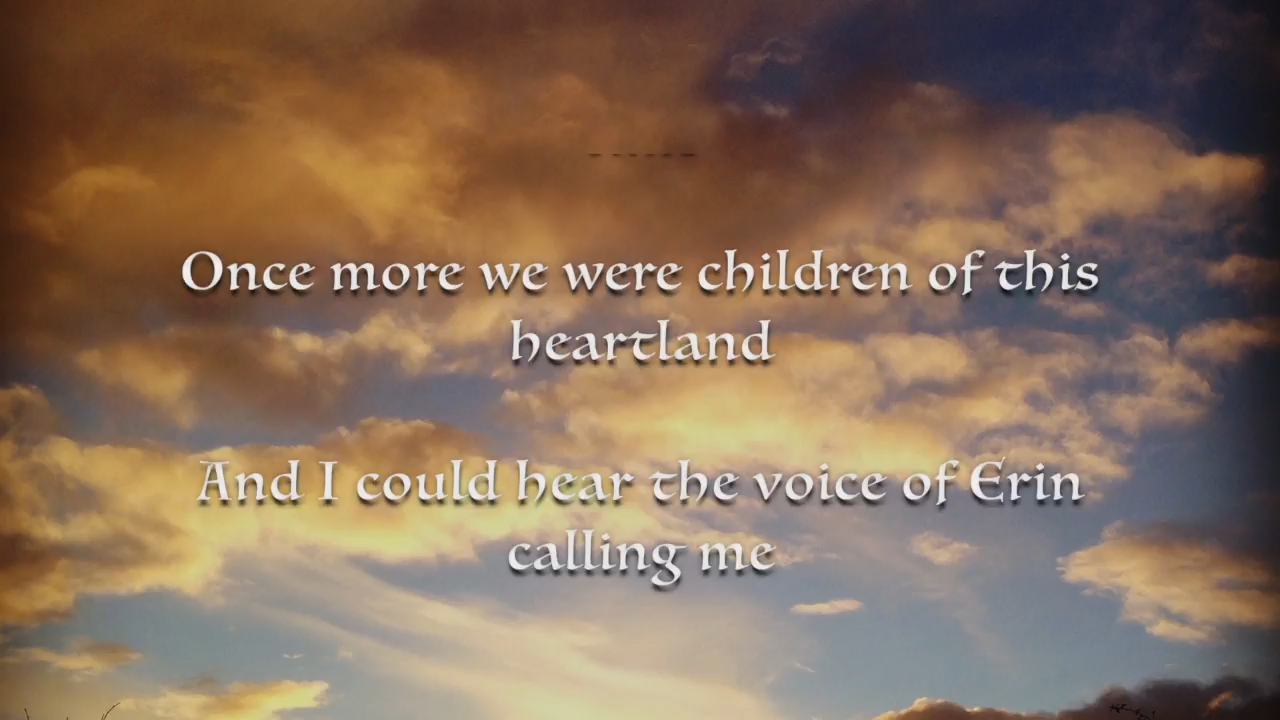 ------
Once more we were children of this
heartland
And I could hear the voice of Erin
calling me